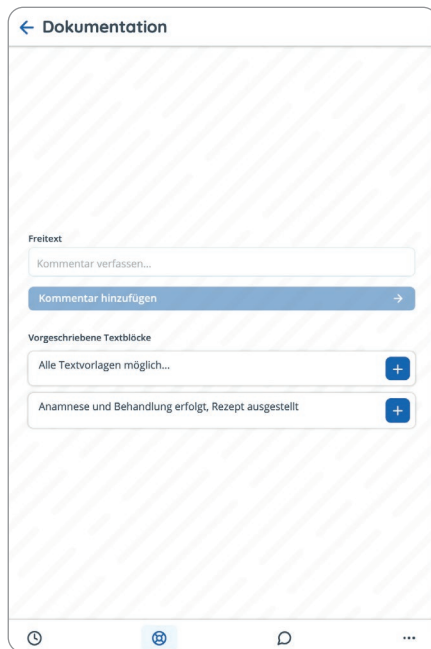 Dokumentation
Freitext
Kommentar verfassen...
Kommentar hinzufügen
Vorgeschriebene Textblöcke
Alle Textvorlagen möglich...
Anamnese und Behandlung erfolgt, Rezept ausgestellt